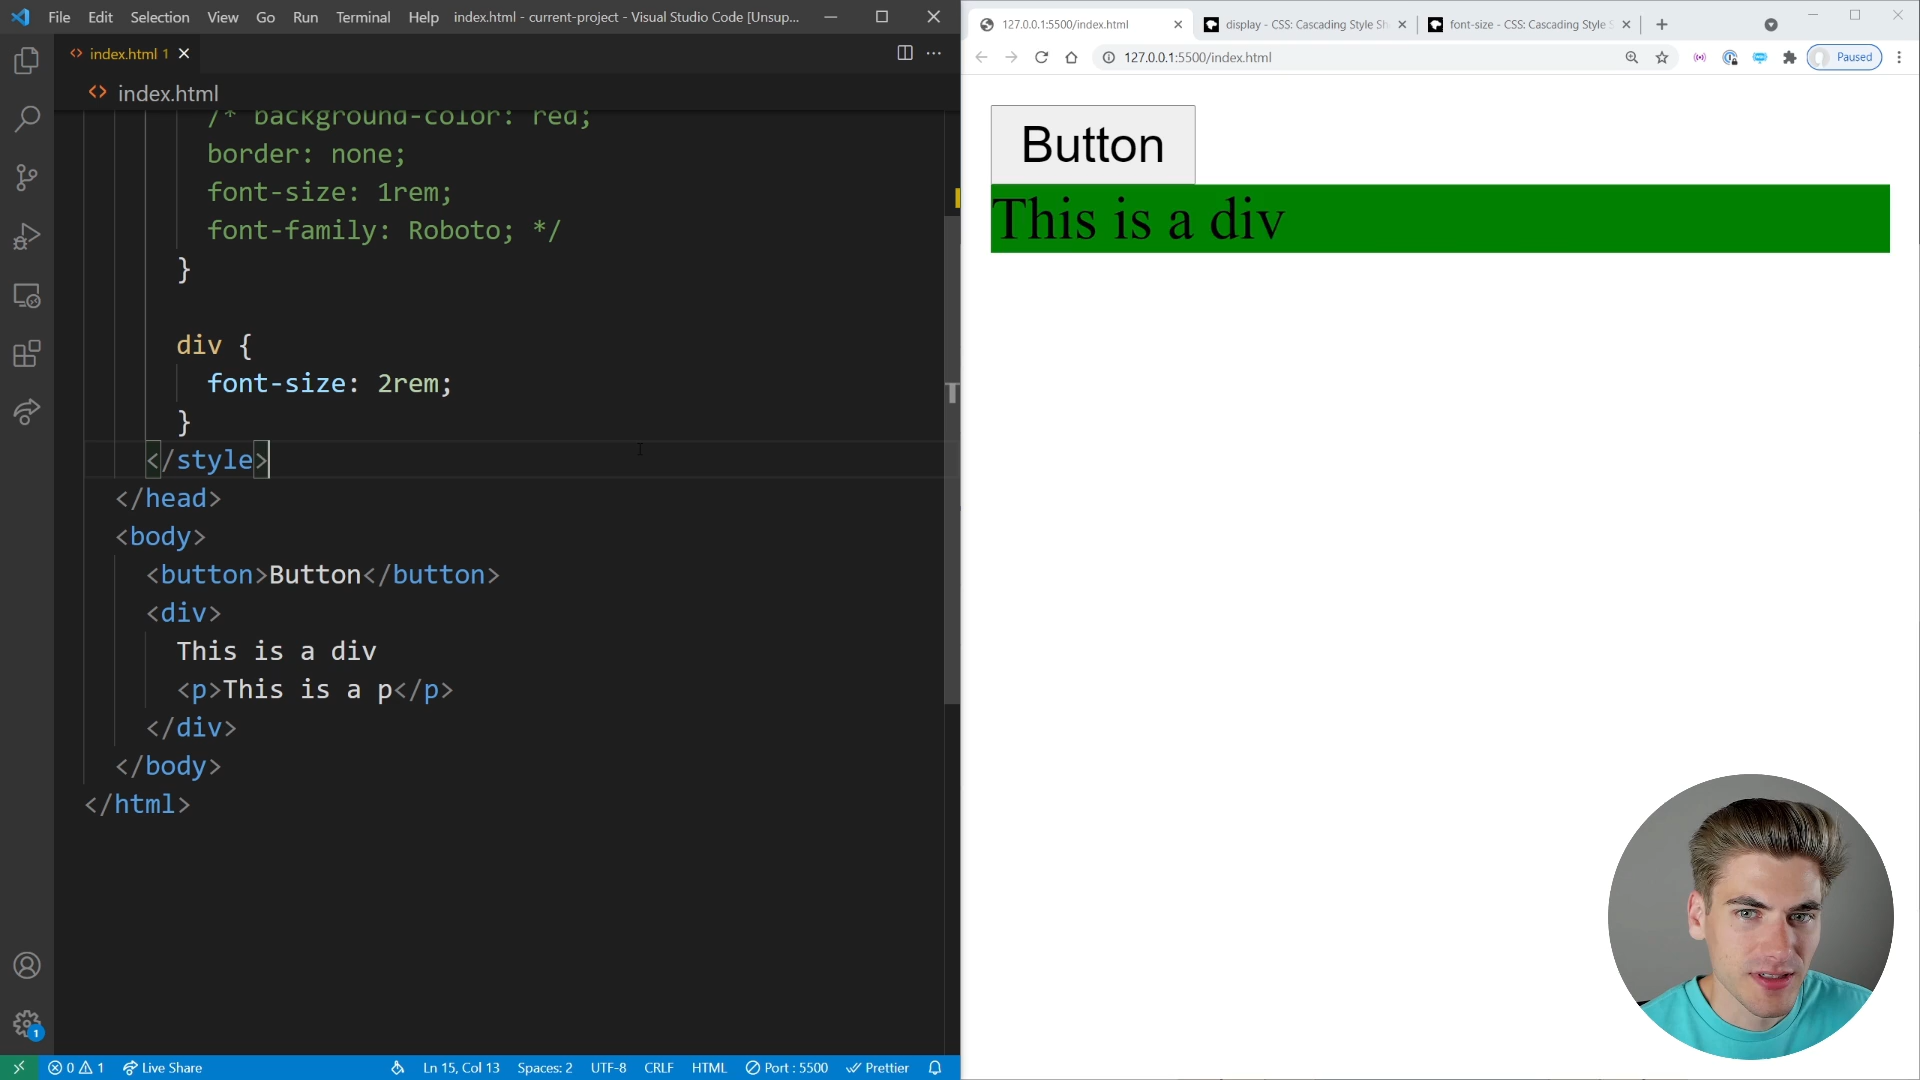 File Edit Selection View Go Run Terminal Help index.html - current-project - Visual Studio Code [Unsup...
index.html 1
index.html
/* background-color: red;
border: none;
font-size: 1rem;
font-family: Roboto; */
}
div {
font-size: 2rem;
}
</style>
</head>
<body>
<button>Button</button>
<div>
This is a div
<p>This is a p</p>
</div>
</body>
</html>
1
0 1 Live Share Ln 15, Col 13 Spaces: 2 UTF-8 CRLF HTML Port : 5500 Prettier
127.0.0.1:5500/index.html display - CSS: Cascading Style Sh font-size - CSS: Cascading Style S
127.0.0.1:5500/index.html Paused
Button
This is a div